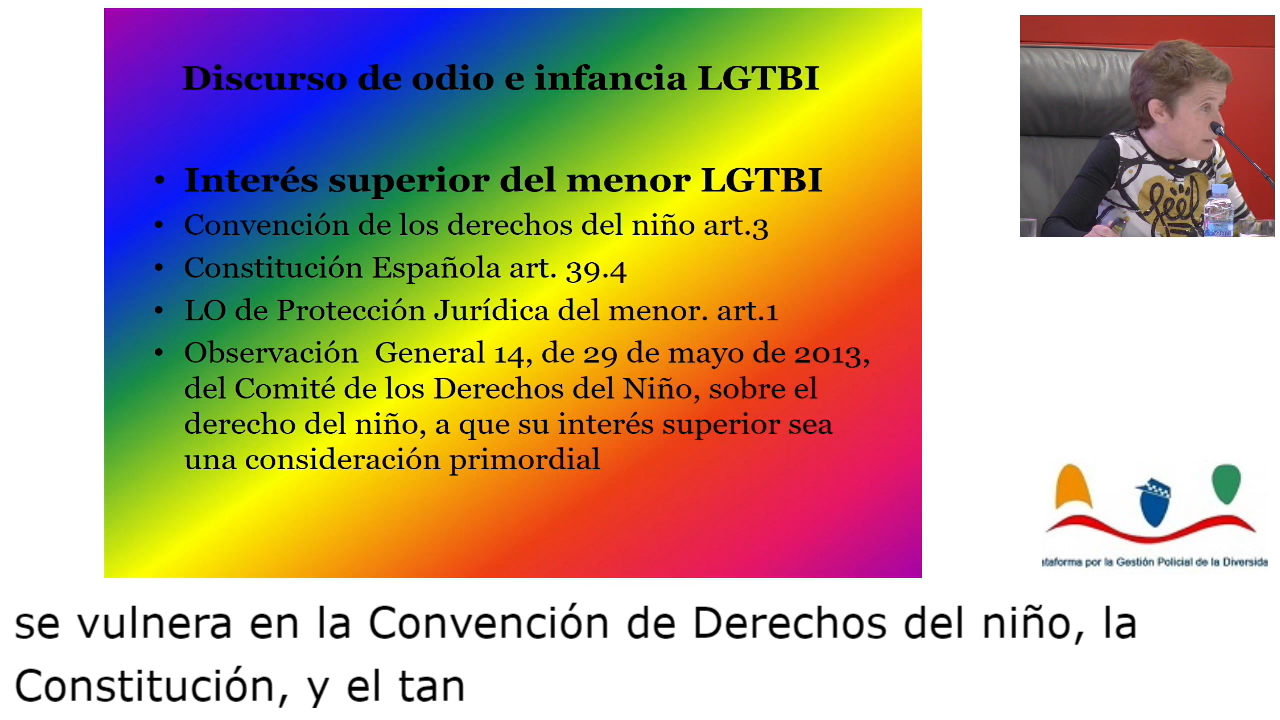 Discurso de odio e infancia LGTBI
• Interés superior del menor LGTBI
• Convención de los derechos del niño art.3
• Constitución Española art. 39.4
• LO de Protección Jurídica del menor. art.1
• Observación General 14, de 29 de mayo de 2013,
del Comité de los Derechos del Niño, sobre el
derecho del niño, a que su interés superior sea
una consideración primordial
feel
ataforma por la Gestión Policial de la Diversida
se vulnera en la Convención de Derechos del niño, la
Constitución, y el tan